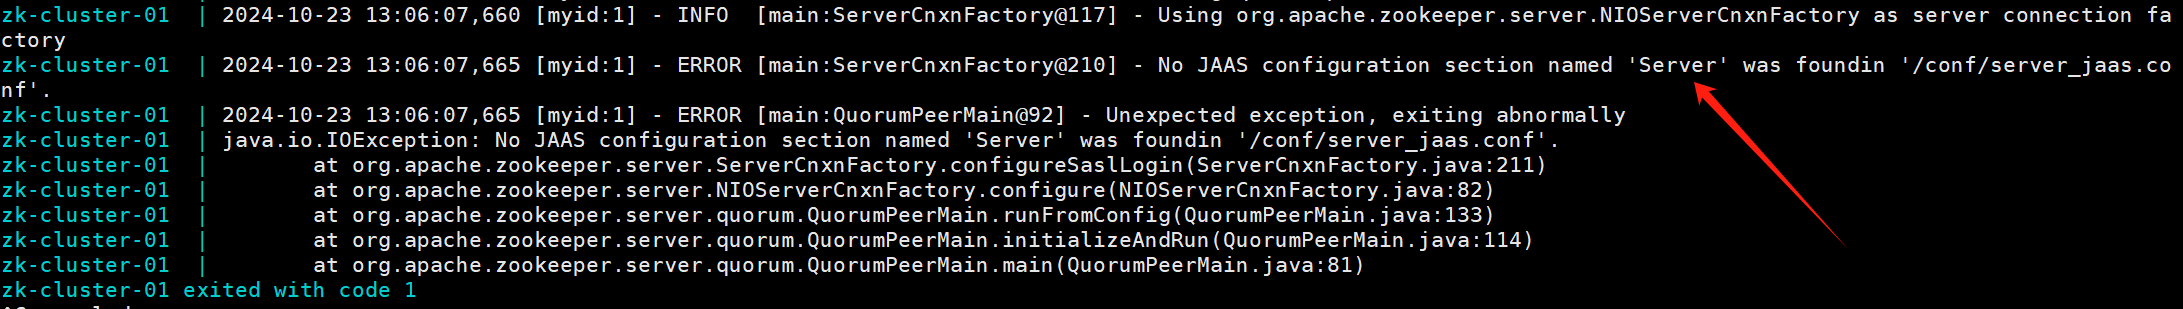 zk-cluster-01  | 2024-10-23 13:06:07,660 [myid:1] - INFO  [main:ServerCnxnFactory@117] - Using org.apache.zookeeper.server.NIOServerCnxnFactory as server connection fa
ctory
zk-cluster-01  | 2024-10-23 13:06:07,665 [myid:1] - ERROR [main:ServerCnxnFactory@210] - No JAAS configuration section named 'Server' was foundin '/conf/server_jaas.co
nf'.
zk-cluster-01  | 2024-10-23 13:06:07,665 [myid:1] - ERROR [main:QuorumPeerMain@92] - Unexpected exception, exiting abnormally
zk-cluster-01  | java.io.IOException: No JAAS configuration section named 'Server' was foundin '/conf/server_jaas.conf'.
zk-cluster-01  |        at org.apache.zookeeper.server.ServerCnxnFactory.configureSaslLogin(ServerCnxnFactory.java:211)
zk-cluster-01  |        at org.apache.zookeeper.server.NIOServerCnxnFactory.configure(NIOServerCnxnFactory.java:82)
zk-cluster-01  |        at org.apache.zookeeper.server.quorum.QuorumPeerMain.runFromConfig(QuorumPeerMain.java:133)
zk-cluster-01  |        at org.apache.zookeeper.server.quorum.QuorumPeerMain.initializeAndRun(QuorumPeerMain.java:114)
zk-cluster-01  |        at org.apache.zookeeper.server.quorum.QuorumPeerMain.main(QuorumPeerMain.java:81)
zk-cluster-01 exited with code 1